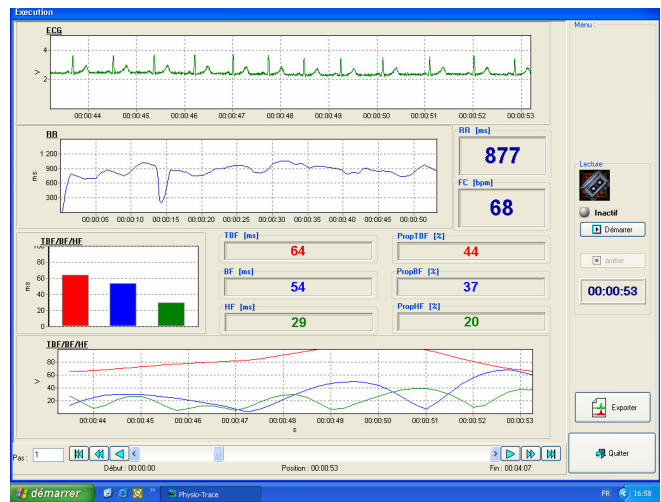 Execution
Menu :
ECG
4
2
V
00:00:44 00:00:45 00:00:46 00:00:47 00:00:48 00:00:49 00:00:50 00:00:51 00:00:52 00:00:53
RR
1 200
900
600
300
ms
00:00:05 00:00:10 00:00:15 00:00:20 00:00:25 00:00:30 00:00:35 00:00:40 00:00:45 00:00:50
RR [ms]
877
FC [bpm]
68
Lecture
Inactif
Démarrer
arrêter
00:00:53
TBF/BF/HF
100
80
60
40
20
0
ms
TBF [ms]
64
PropTBF [%]
44
BF [ms]
54
PropBF [%]
37
HF [ms]
29
PropHF [%]
20
TBF/BF/HF
80
60
40
20
V
00:00:44 00:00:45 00:00:46 00:00:47 00:00:48 00:00:49 00:00:50 00:00:51 00:00:52 00:00:53
s
Exporter
Quitter
Pas : 1
Début : 00:00:00 Position : 00:00:53 Fin : 00:04:07
démarrer Physio-Trace FR 16:58